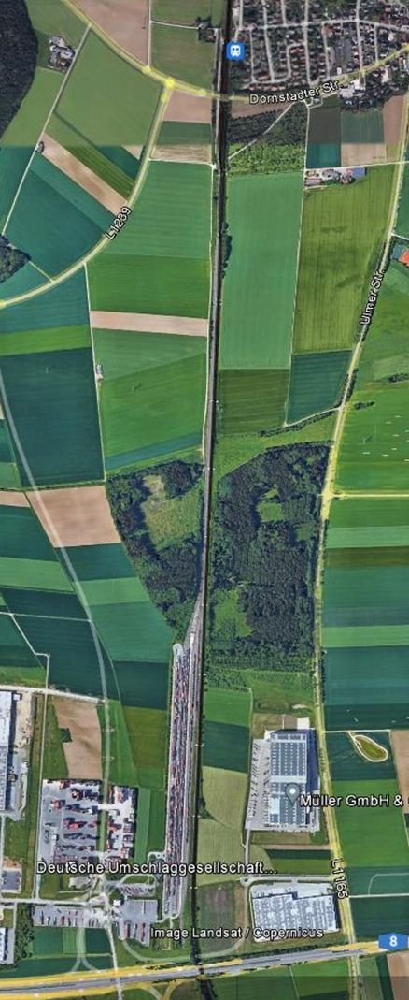 Dornstadter Str.
L1239
Ulmer Str.
Müller GmbH &
Deutsche Umschlaggesellschaft...
L1165
Image Landsat / Copernicus
8